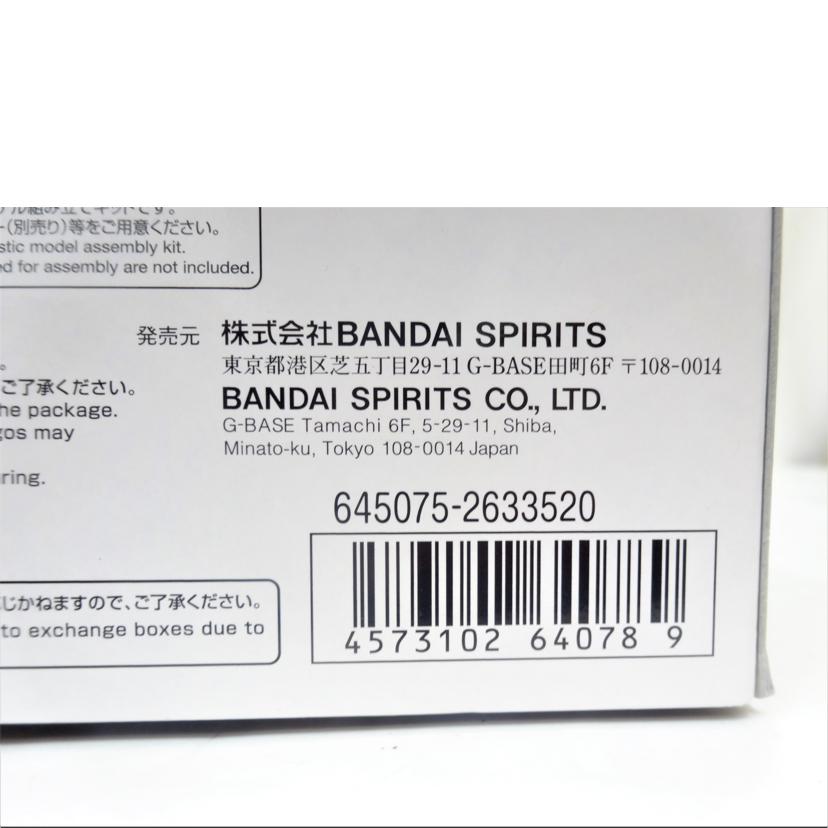 デル組み立てキットです。
ー(別売り)等をご用意ください。
stic model assembly kit.
ed for assembly are not included.
発売元 株式会社BANDAI SPIRITS
東京都港区芝五丁目29-11 G-BASE田町6F 〒108-0014
BANDAI SPIRITS CO., LTD.
G-BASE Tamachi 6F, 5-29-11, Shiba,
Minato-ku, Tokyo 108-0014 Japan
。
ご了承ください。
he package.
gos may
ring.
645075-2633520
4573102 64078 9
じかねますので、ご了承ください。
to exchange boxes due to